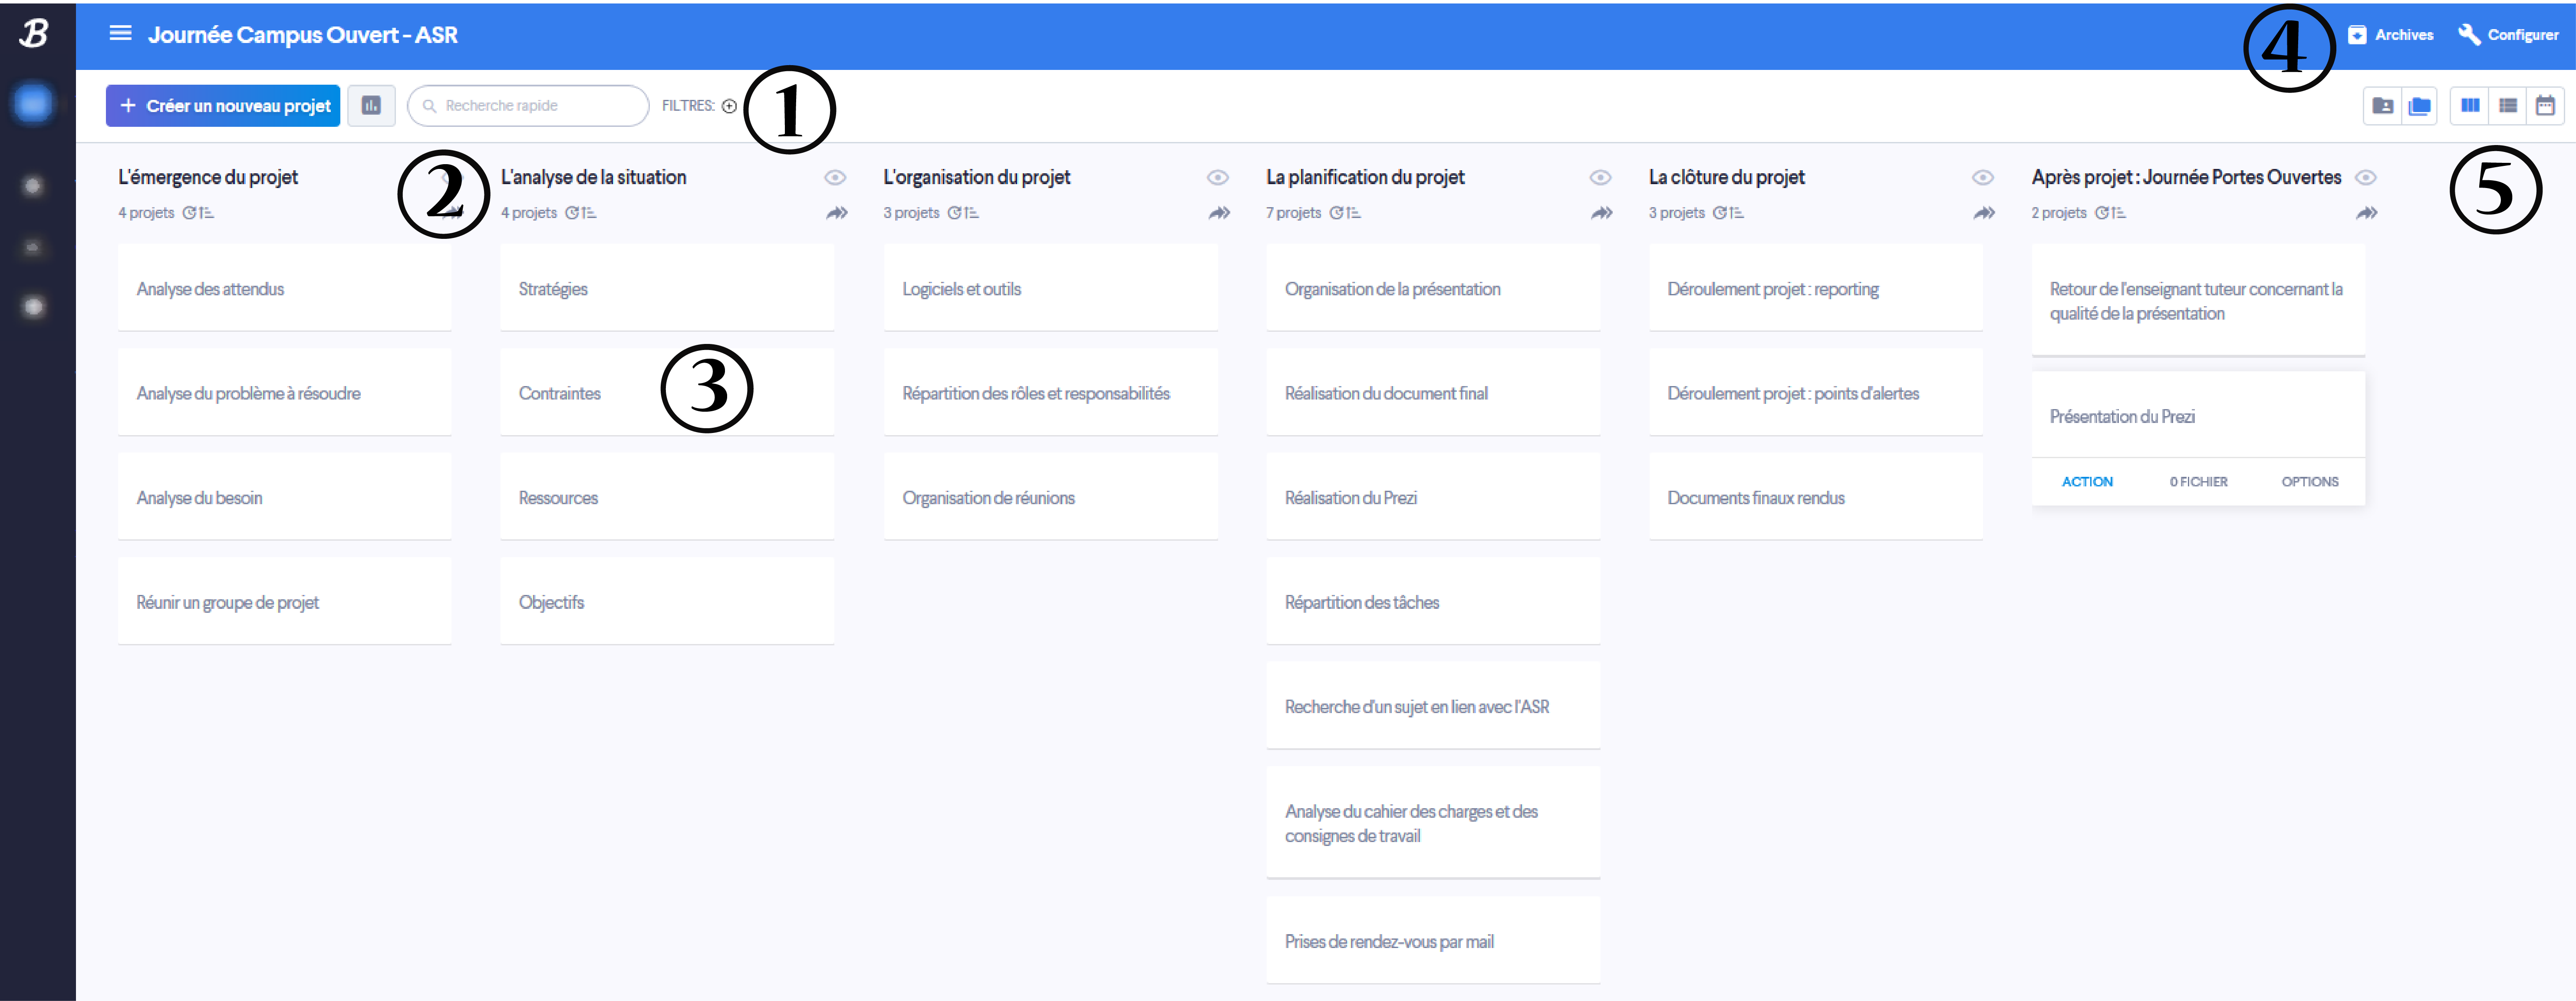 B
Journée Campus Ouvert - ASR
4
Archives
Configurer
+ Créer un nouveau projet
Recherche rapide
FILTRES:
1
L'émergence du projet
4 projets
2
Analyse des attendus
Analyse du problème à résoudre
Analyse du besoin
Réunir un groupe de projet
L'analyse de la situation
4 projets
Stratégies
Contraintes
3
Ressources
Objectifs
L'organisation du projet
3 projets
Logiciels et outils
Répartition des rôles et responsabilités
Organisation de réunions
La planification du projet
7 projets
Organisation de la présentation
Réalisation du document final
Réalisation du Prezi
Répartition des tâches
Recherche d'un sujet en lien avec l'ASR
Analyse du cahier des charges et des
consignes de travail
Prises de rendez-vous par mail
La clôture du projet
3 projets
Déroulement projet : reporting
Déroulement projet : points d'alertes
Documents finaux rendus
Après projet : Journée Portes Ouvertes
2 projets
5
Retour de l'enseignant tuteur concernant la
qualité de la présentation
Présentation du Prezi
ACTION
0 FICHIER
OPTIONS